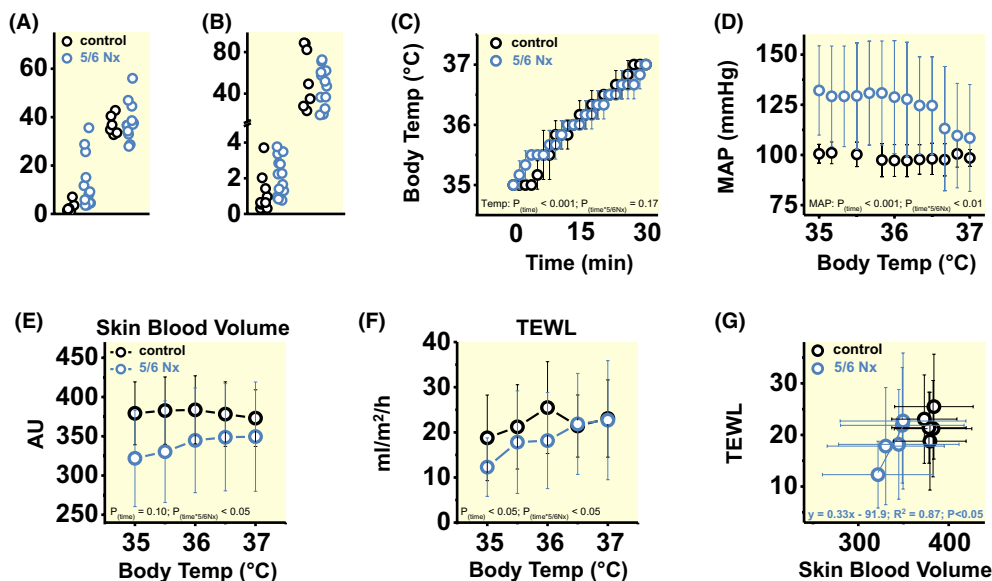 (A)
control
5/6 Nx
60
40
20
0
(B)
80
40
4
2
0
(C)
control
5/6 Nx
Body Temp (°C)
37
36
35
Temp: P(time) < 0.001; P(time*5/6Nx) = 0.17
0 15 30
Time (min)
(D)
MAP (mmHg)
150
125
100
75
MAP: P(time) < 0.001; P(time*5/6Nx) < 0.01
35 36 37
Body Temp (°C)
(E)
Skin Blood Volume
control
5/6 Nx
AU
450
400
350
300
250
P(time) = 0.10; P(time*5/6Nx) < 0.05
35 36 37
Body Temp (°C)
(F)
TEWL
ml/m²/h
40
30
20
10
0
P(time) < 0.05; P(time*5/6Nx) < 0.05
35 36 37
Body Temp (°C)
(G)
control
5/6 Nx
TEWL
30
20
10
y = 0.33x - 91.9; R² = 0.87; P<0.05
300 400
Skin Blood Volume